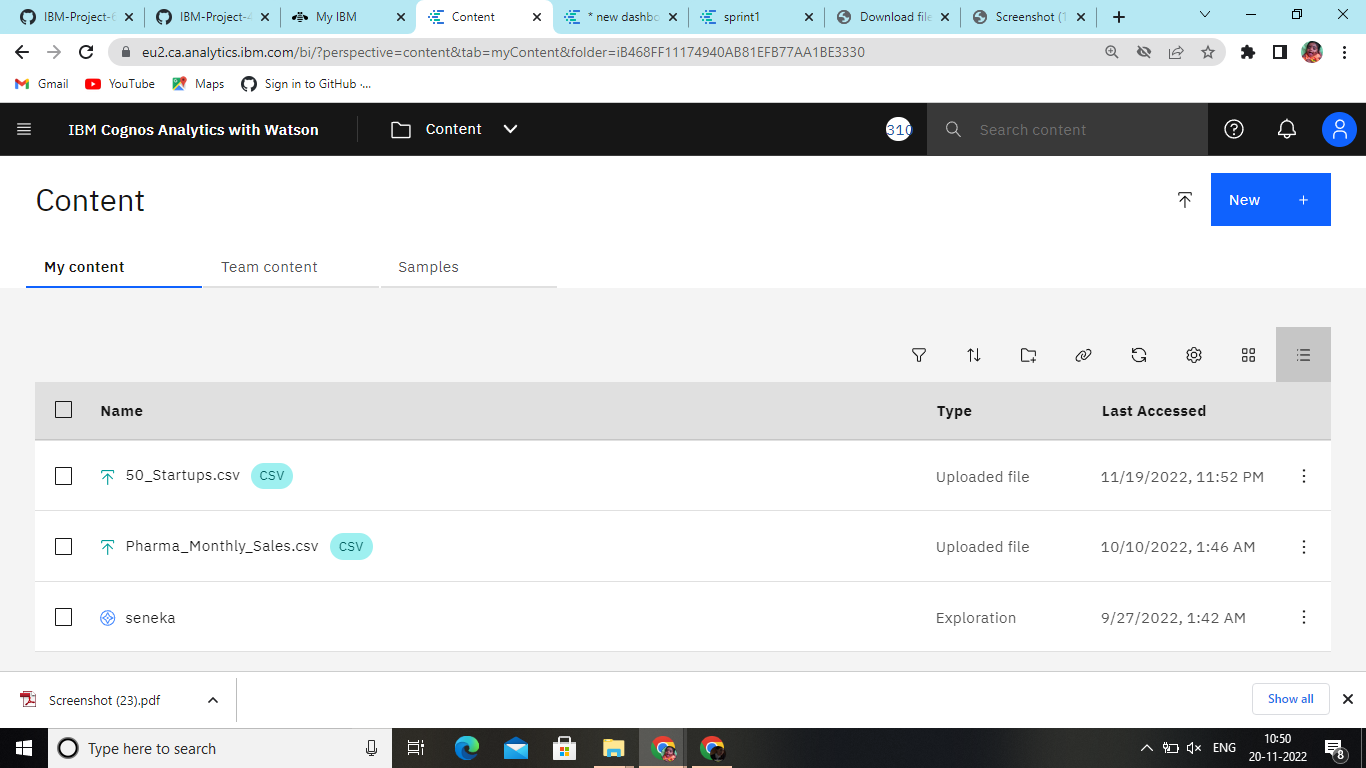 IBM-Project-6
IBM-Project-4
My IBM
Content
* new dashbo
sprint1
Download file
Screenshot (1
eu2.ca.analytics.ibm.com/bi/?perspective=content&tab=myContent&folder=iB468FF11174940AB81EFB77AA1BE3330
Gmail
YouTube
Maps
Sign in to GitHub ·...
IBM Cognos Analytics with Watson
Content
310
Search content
Content
New +
My content
Team content
Samples
Name Type Last Accessed
50_Startups.csv CSV Uploaded file 11/19/2022, 11:52 PM
Pharma_Monthly_Sales.csv CSV Uploaded file 10/10/2022, 1:46 AM
seneka Exploration 9/27/2022, 1:42 AM
Screenshot (23).pdf
Show all
Type here to search
ENG
10:50
20-11-2022
8